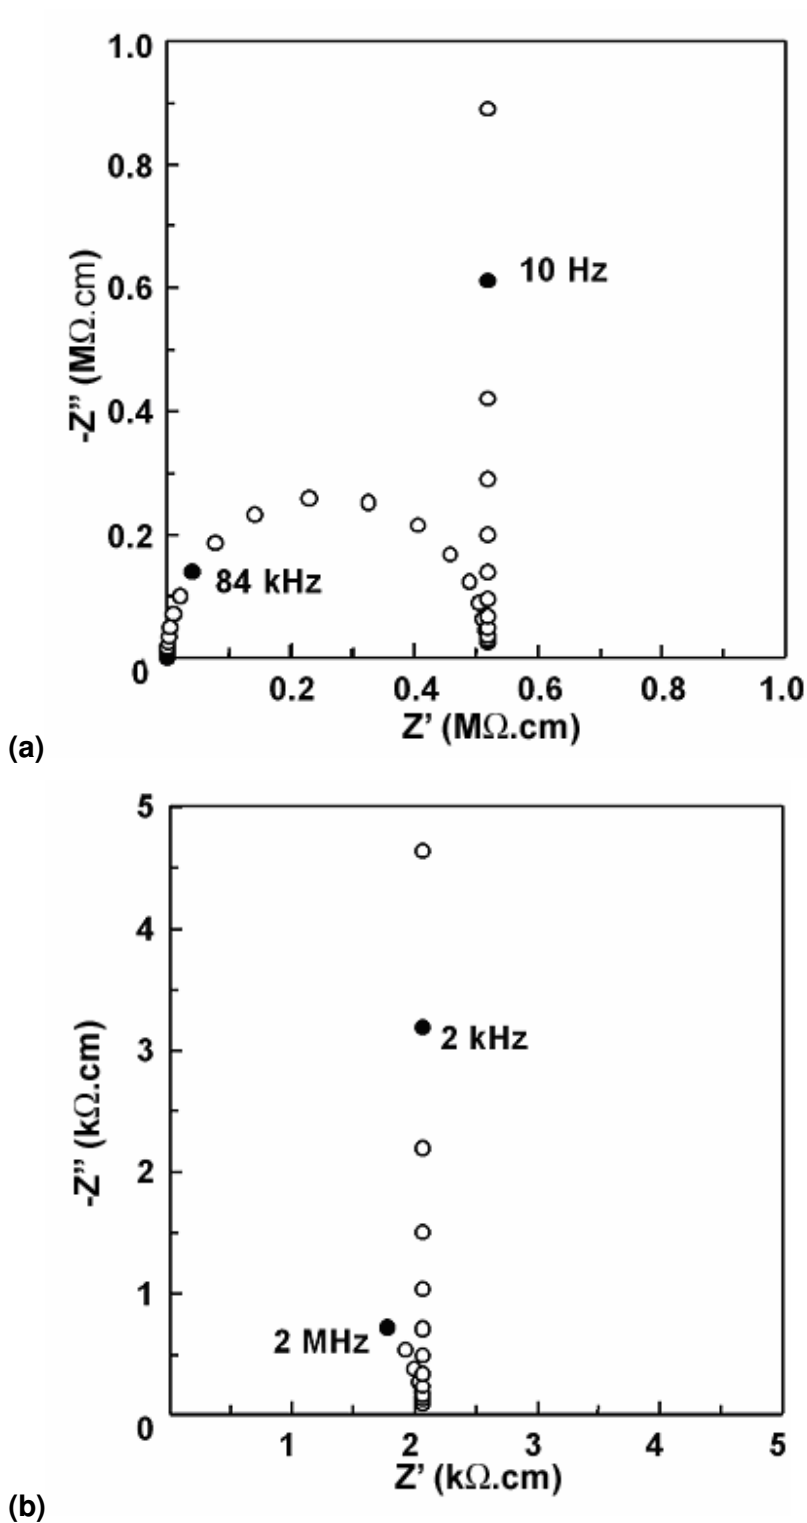 1.0
0.8
0.6
0.4
0.2
0
-Z” (MΩ.cm)
10 Hz
84 kHz
0.2 0.4 0.6 0.8 1.0
Z’ (MΩ.cm)
(a)
5
4
3
2
1
0
-Z” (kΩ.cm)
2 kHz
2 MHz
1 2 3 4 5
Z’ (kΩ.cm)
(b)